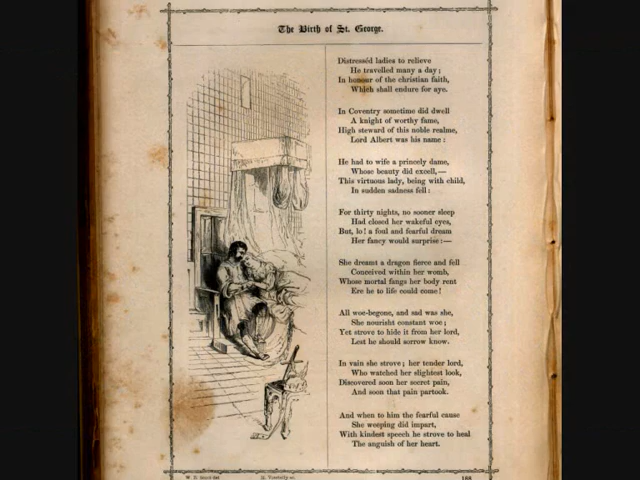 The Birth of St. George.
Distresséd ladies to relieve
He travelled many a day;
In honour of the christian faith,
Which shall endure for aye.
In Coventry sometime did dwell
A knight of worthy fame,
High steward of this noble realme,
Lord Albert was his name:
He had to wife a princely dame,
Whose beauty did excell,—
This virtuous lady, being with child,
In sudden sadness fell:
For thirty nights, no sooner sleep
Had closed her wakeful eyes,
But, lo! a foul and fearful dream
Her fancy would surprise:—
She dreamt a dragon fierce and fell
Conceived within her womb,
Whose mortal fangs her body rent
Ere he to life could come!
All woe-begone, and sad was she,
She nourisht constant woe;
Yet strove to hide it from her lord,
Lest he should sorrow know.
In vain she strove; her tender lord,
Who watched her slightest look,
Discovered soon her secret pain,
And soon that pain partook.
And when to him the fearful cause
She weeping did impart,
With kindest speech he strove to heal
The anguish of her heart.